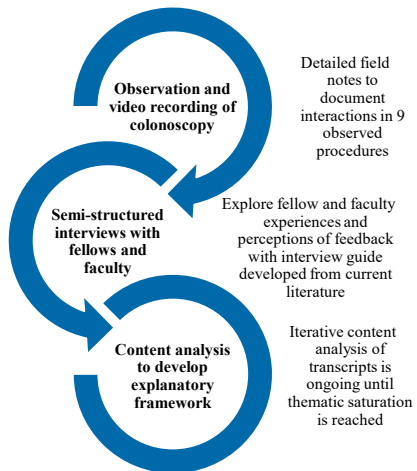 Observation and
video recording of
colonoscopy
Detailed field
notes to
document
interactions in 9
observed
procedures
Semi-structured
interviews with
fellows and
faculty
Explore fellow and faculty
experiences and
perceptions of feedback
with interview guide
developed from current
literature
Content analysis
to develop
explanatory
framework
Iterative content
analysis of
transcripts is
ongoing until
thematic saturation
is reached